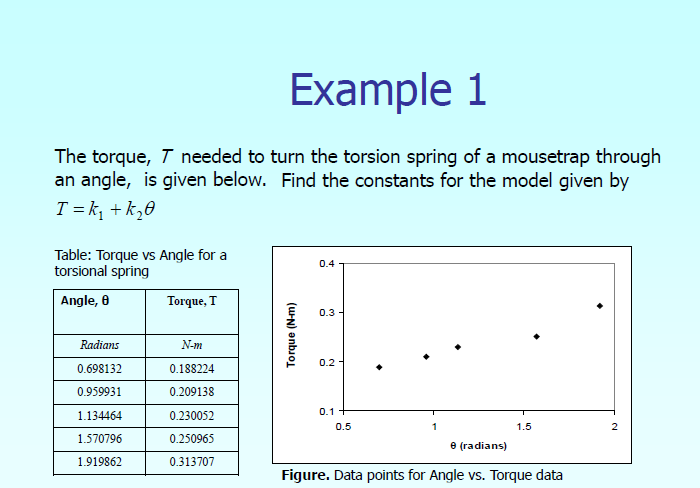 Example 1
The torque, T needed to turn the torsion spring of a mousetrap through
an angle, is given below. Find the constants for the model given by
T = k₁ + k₂θ
Table: Torque vs Angle for a
torsional spring
Angle, θ Torque, T
Radians N-m
0.698132 0.188224
0.959931 0.209138
1.134464 0.230052
1.570796 0.250965
1.919862 0.313707
Torque (N-m)
0.4
0.3
0.2
0.1
0.5 1 1.5 2
θ (radians)
Figure. Data points for Angle vs. Torque data